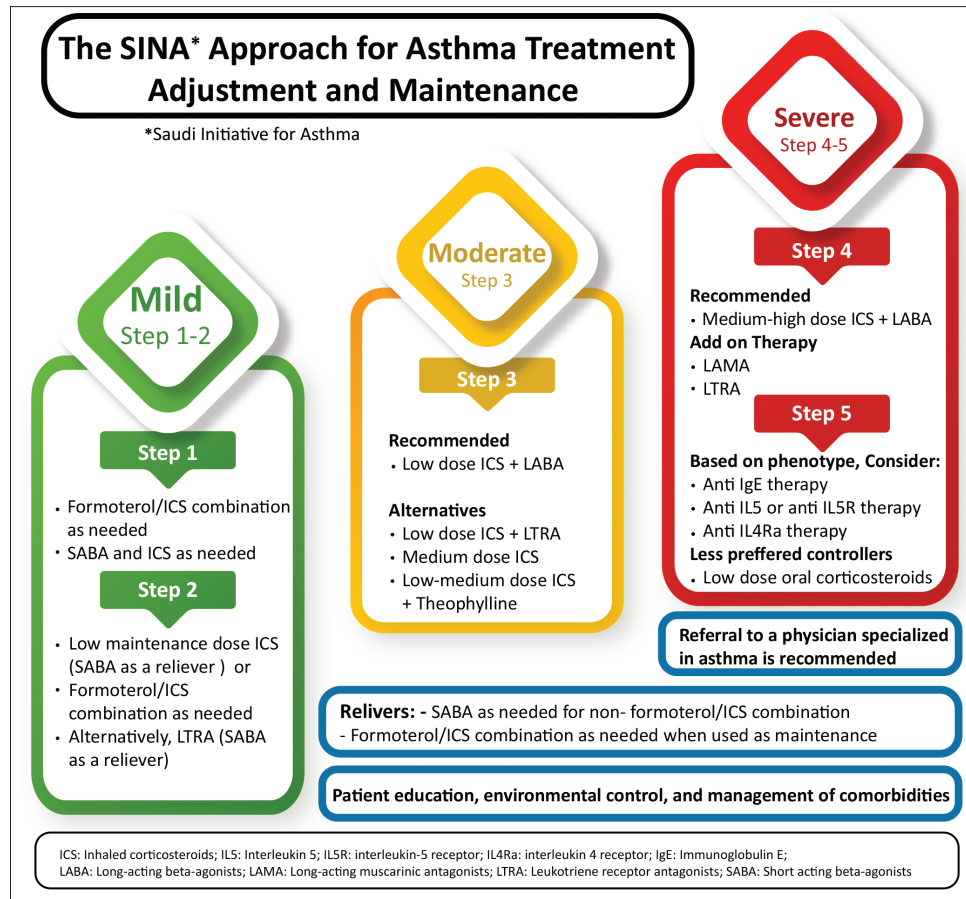 The SINA* Approach for Asthma Treatment
Adjustment and Maintenance
*Saudi Initiative for Asthma
Mild
Step 1-2
Step 1
• Formoterol/ICS combination
as needed
• SABA and ICS as needed
Step 2
• Low maintenance dose ICS
(SABA as a reliever ) or
• Formoterol/ICS
combination as needed
• Alternatively, LTRA (SABA
as a reliever)
Moderate
Step 3
Step 3
Recommended
• Low dose ICS + LABA
Alternatives
• Low dose ICS + LTRA
• Medium dose ICS
• Low-medium dose ICS
+ Theophylline
Severe
Step 4-5
Step 4
Recommended
• Medium-high dose ICS + LABA
Add on Therapy
• LAMA
• LTRA
Step 5
Based on phenotype, Consider:
• Anti IgE therapy
• Anti IL5 or anti IL5R therapy
• Anti IL4Ra therapy
Less preffered controllers
• Low dose oral corticosteroids
Referral to a physician specialized
in asthma is recommended
Relivers: - SABA as needed for non- formoterol/ICS combination
- Formoterol/ICS combination as needed when used as maintenance
Patient education, environmental control, and management of comorbidities
ICS: Inhaled corticosteroids; IL5: Interleukin 5; IL5R: interleukin-5 receptor; IL4Ra: interleukin 4 receptor; IgE: Immunoglobulin E;
LABA: Long-acting beta-agonists; LAMA: Long-acting muscarinic antagonists; LTRA: Leukotriene receptor antagonists; SABA: Short acting beta-agonists